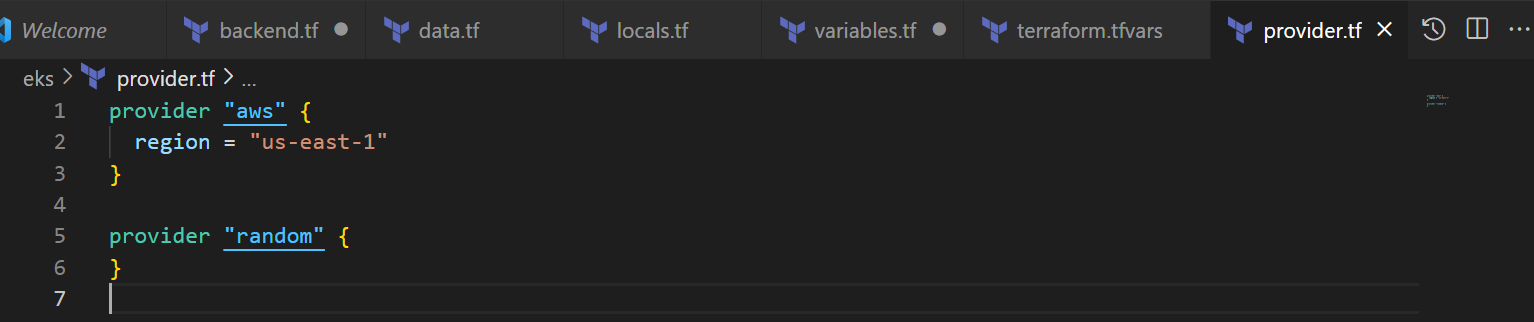 Welcome backend.tf data.tf locals.tf variables.tf terraform.tfvars provider.tf
eks > provider.tf > ...
1 provider "aws" {
2   region = "us-east-1"
3 }
4
5 provider "random" {
6 }
7